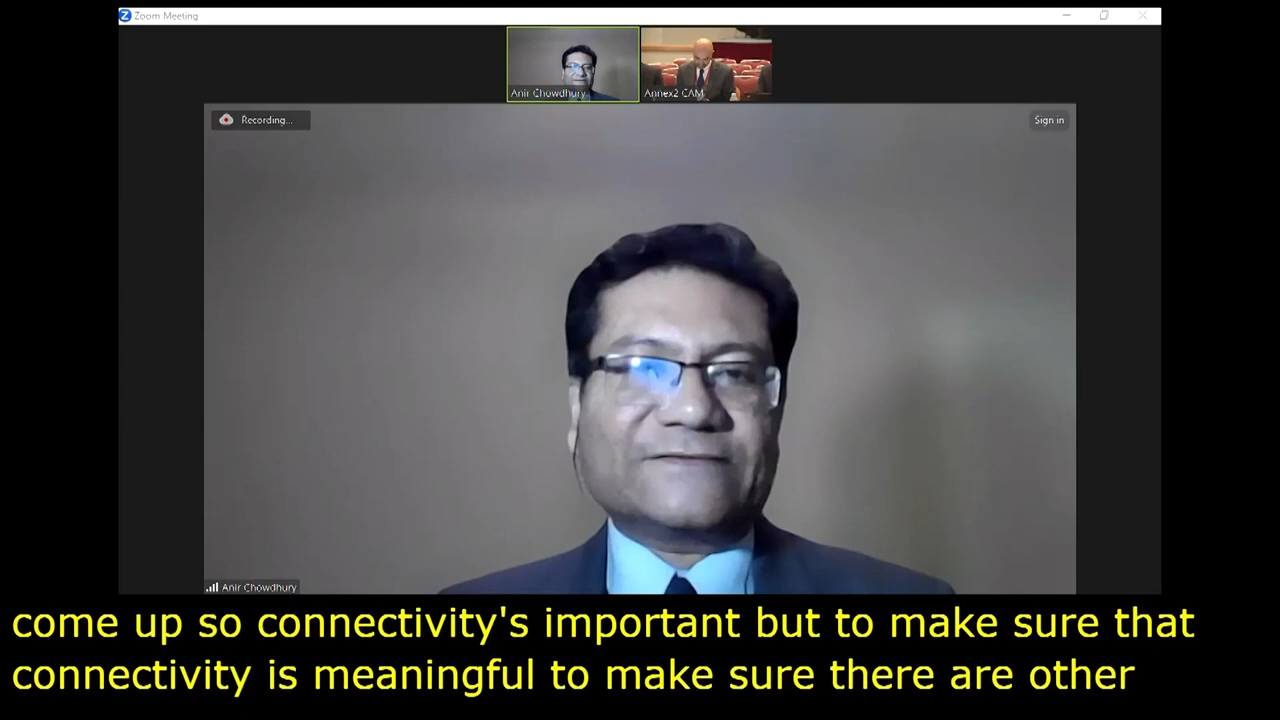 Zoom Meeting
Anir Chowdhury
Annex2 CAM
Recording...
Sign in
Anir Chowdhury
come up so connectivity's important but to make sure that
connectivity is meaningful to make sure there are other